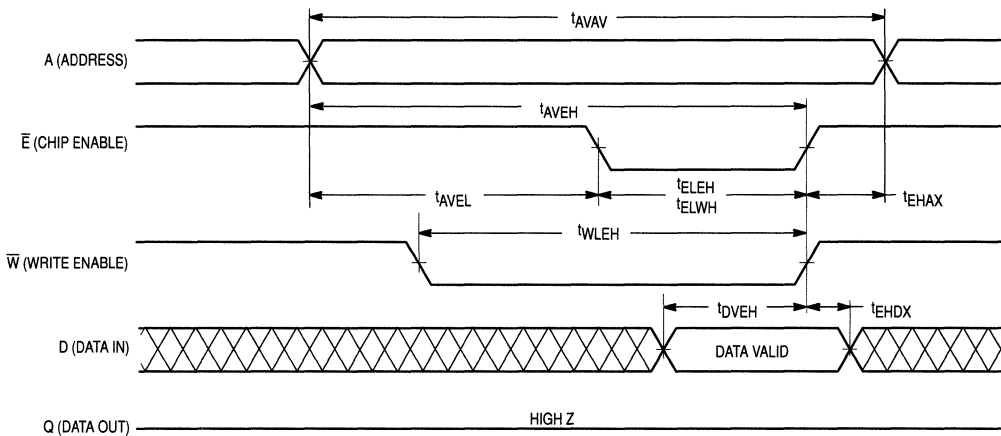 tAVAV
A (ADDRESS)
tAVEH
E (CHIP ENABLE)
tAVEL
tELEH
tELWH
tEHAX
W (WRITE ENABLE)
tWLEH
tDVEH
tEHDX
D (DATA IN)
DATA VALID
Q (DATA OUT)
HIGH Z